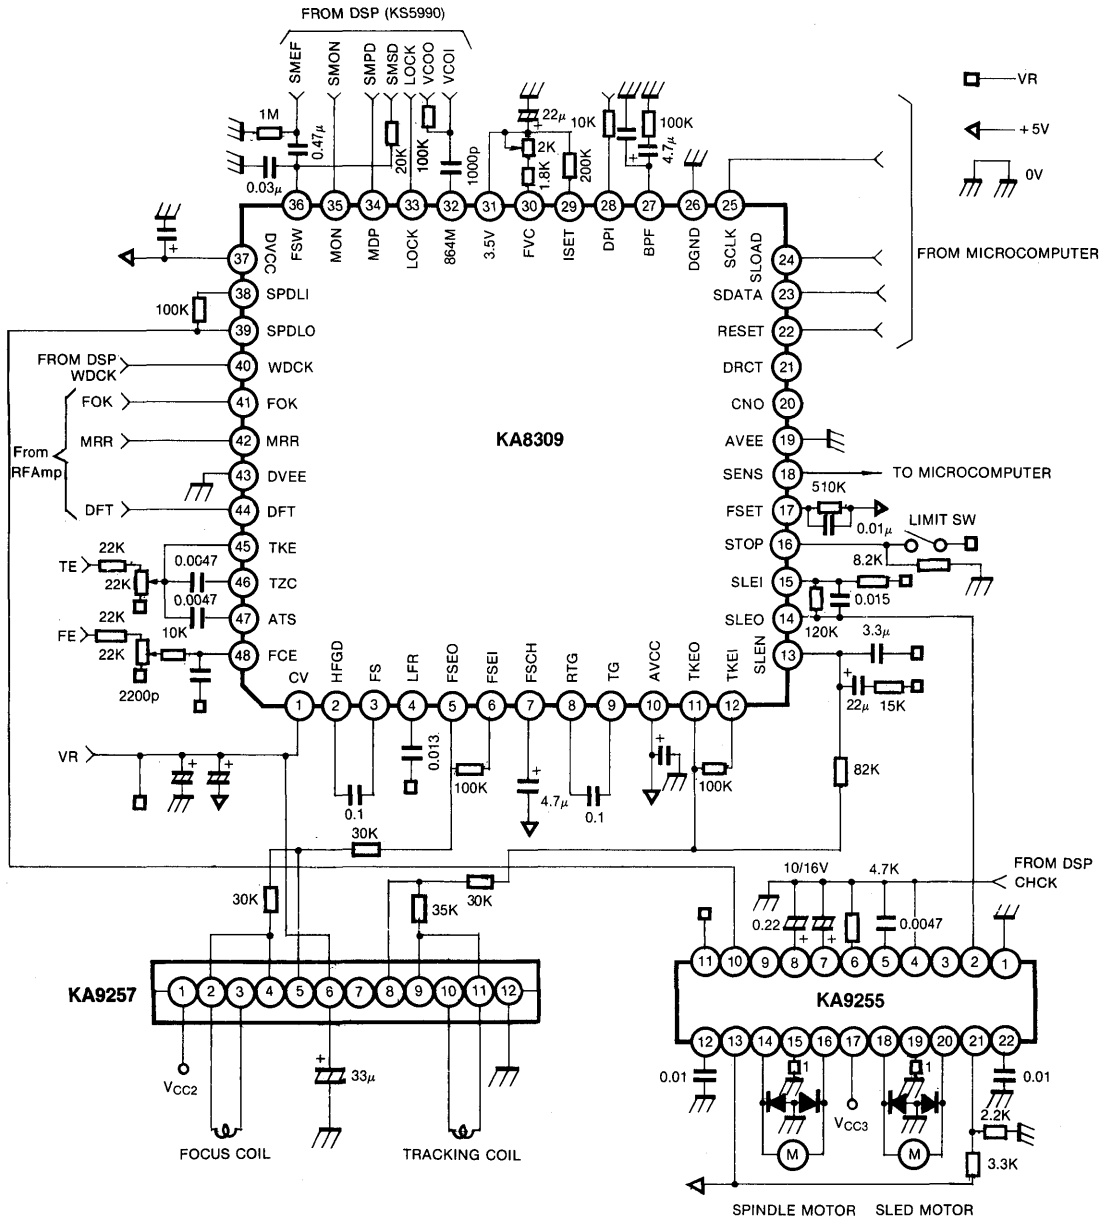 FROM DSP (KS5990)
SMEF SMON SMPD SMSD LOCK VCOO VCOI
VR
+5V
0V
1M
0.47μ
0.03μ
20K
100K
1000p
22μ
2K
1.8K
200K
10K
100K
4.7μ
36 35 34 33 32 31 30 29 28 27 26 25
FSW MON MDP LOCK 864M 3.5V FVC ISET DPI BPF DGND SCLK
FROM MICROCOMPUTER
37 DVCC
SLOAD 24
100K
38 SPDLI
SDATA 23
39 SPDLO
RESET 22
FROM DSP
WDCK
40 WDCK
DRCT 21
FOK
41 FOK
CNO 20
From
RFAmp
MRR
42 MRR
KA8309
AVEE 19
43 DVEE
SENS 18
TO MICROCOMPUTER
DFT
44 DFT
FSET 17
510K
0.01μ
LIMIT SW
45 TKE
STOP 16
8.2K
TE
22K
22K
0.0047
46 TZC
SLEI 15
0.015
120K
0.0047
47 ATS
SLEO 14
FE
22K
22K
10K
2200p
48 FCE
SLEN 13
3.3μ
22μ
15K
CV HFGD FS LFR FSEO FSEI FSCH RTG TG AVCC TKEO TKEI
1 2 3 4 5 6 7 8 9 10 11 12
VR
0.013
0.1
100K
4.7μ
0.1
100K
82K
30K
30K
30K
35K
FROM DSP
CHCK
10/16V
4.7K
0.22
0.0047
11 10 9 8 7 6 5 4 3 2 1
KA9257
1 2 3 4 5 6 7 8 9 10 11 12
KA9255
12 13 14 15 16 17 18 19 20 21 22
VCC2
33μ
FOCUS COIL
TRACKING COIL
0.01
1
1
0.01
VCC3
2.2K
3.3K
M
M
SPINDLE MOTOR
SLED MOTOR